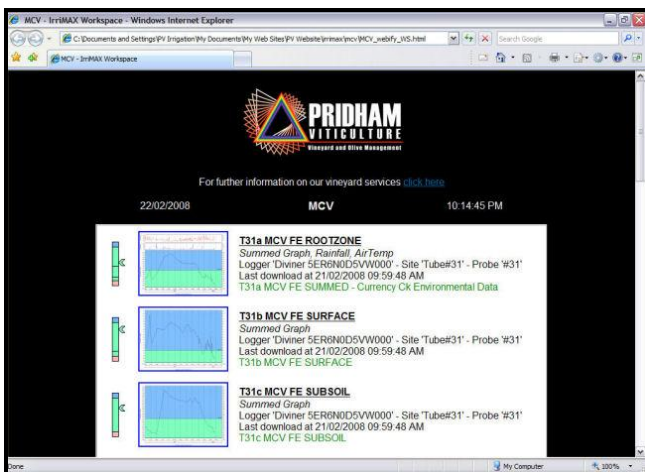 MCV - IrriMAX Workspace - Windows Internet Explorer
C:\Documents and Settings\PV Irrigation\My Documents\My Web Sites\PV Website\irrimax\mcv\MCV_webify_WS.html
Search Google
MCV - IrriMAX Workspace
PRIDHAM
VITICULTURE
Vineyard and Olive Management
For further information on our vineyard services click here
22/02/2008 MCV 10:14:45 PM
T31a MCV FE ROOTZONE
Summed Graph, Rainfall, AirTemp
Logger 'Diviner 5ER6N0D5VW000' - Site 'Tube#31' - Probe '#31'
Last download at 21/02/2008 09:59:48 AM
T31a MCV FE SUMMED - Currency Ck Environmental Data
T31b MCV FE SURFACE
Summed Graph
Logger 'Diviner 5ER6N0D5VW000' - Site 'Tube#31' - Probe '#31'
Last download at 21/02/2008 09:59:48 AM
T31b MCV FE SURFACE
T31c MCV FE SUBSOIL
Summed Graph
Logger 'Diviner 5ER6N0D5VW000' - Site 'Tube#31' - Probe '#31'
Last download at 21/02/2008 09:59:48 AM
T31c MCV FE SUBSOIL
Done My Computer 100%